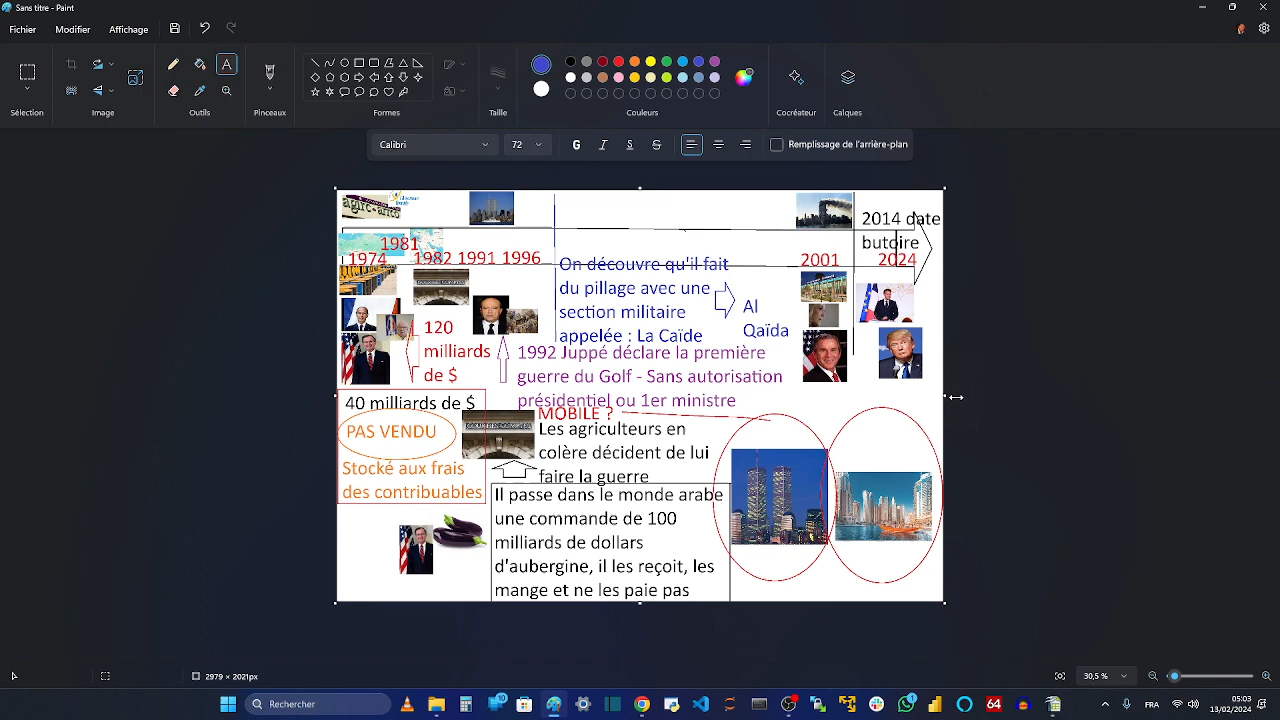 Sans titre - Paint
Fichier
Modifier
Affichage
Sélection
Image
Outils
Pinceaux
Formes
Taille
Couleurs
Cocréateur
Calques
Calibri
72
G
I
S
S
Remplissage de l'arrière-plan
2014 date
butoire
1981
1974
1982 1991 1996
2001
2024
On découvre qu'il fait
du pillage avec une
section militaire
appelée : La Caïde
Al
Qaïda
120
milliards
de $
1992 Juppé déclare la première
guerre du Golf - Sans autorisation
présidentiel ou 1er ministre
40 milliards de $
PAS VENDU
Stocké aux frais
des contribuables
MOBILE ?
Les agriculteurs en
colère décident de lui
faire la guerre
Il passe dans le monde arabe
une commande de 100
milliards de dollars
d'aubergine, il les reçoit, les
mange et ne les paie pas
2979 × 2021px
Rechercher
10
1
64
FRA
05:03
13/02/2024